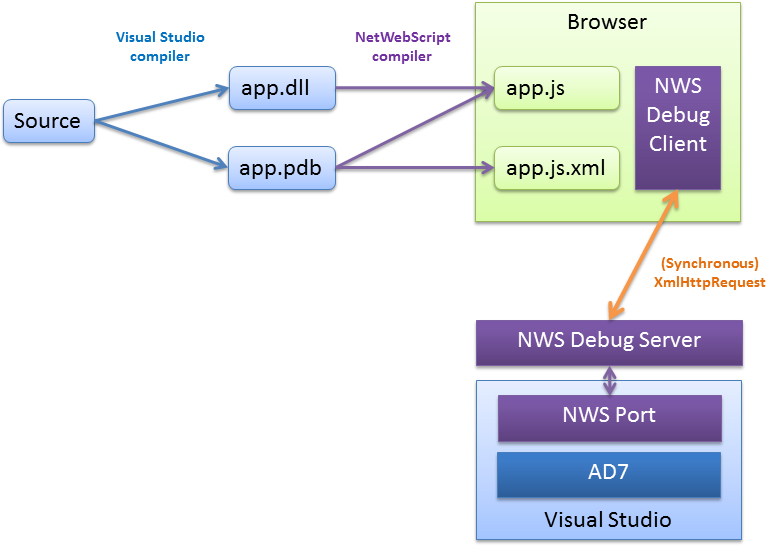 Browser
Visual Studio
compiler
NetWebScript
compiler
Source
app.dll
app.pdb
app.js
app.js.xml
NWS
Debug
Client
(Synchronous)
XmlHttpRequest
NWS Debug Server
NWS Port
AD7
Visual Studio